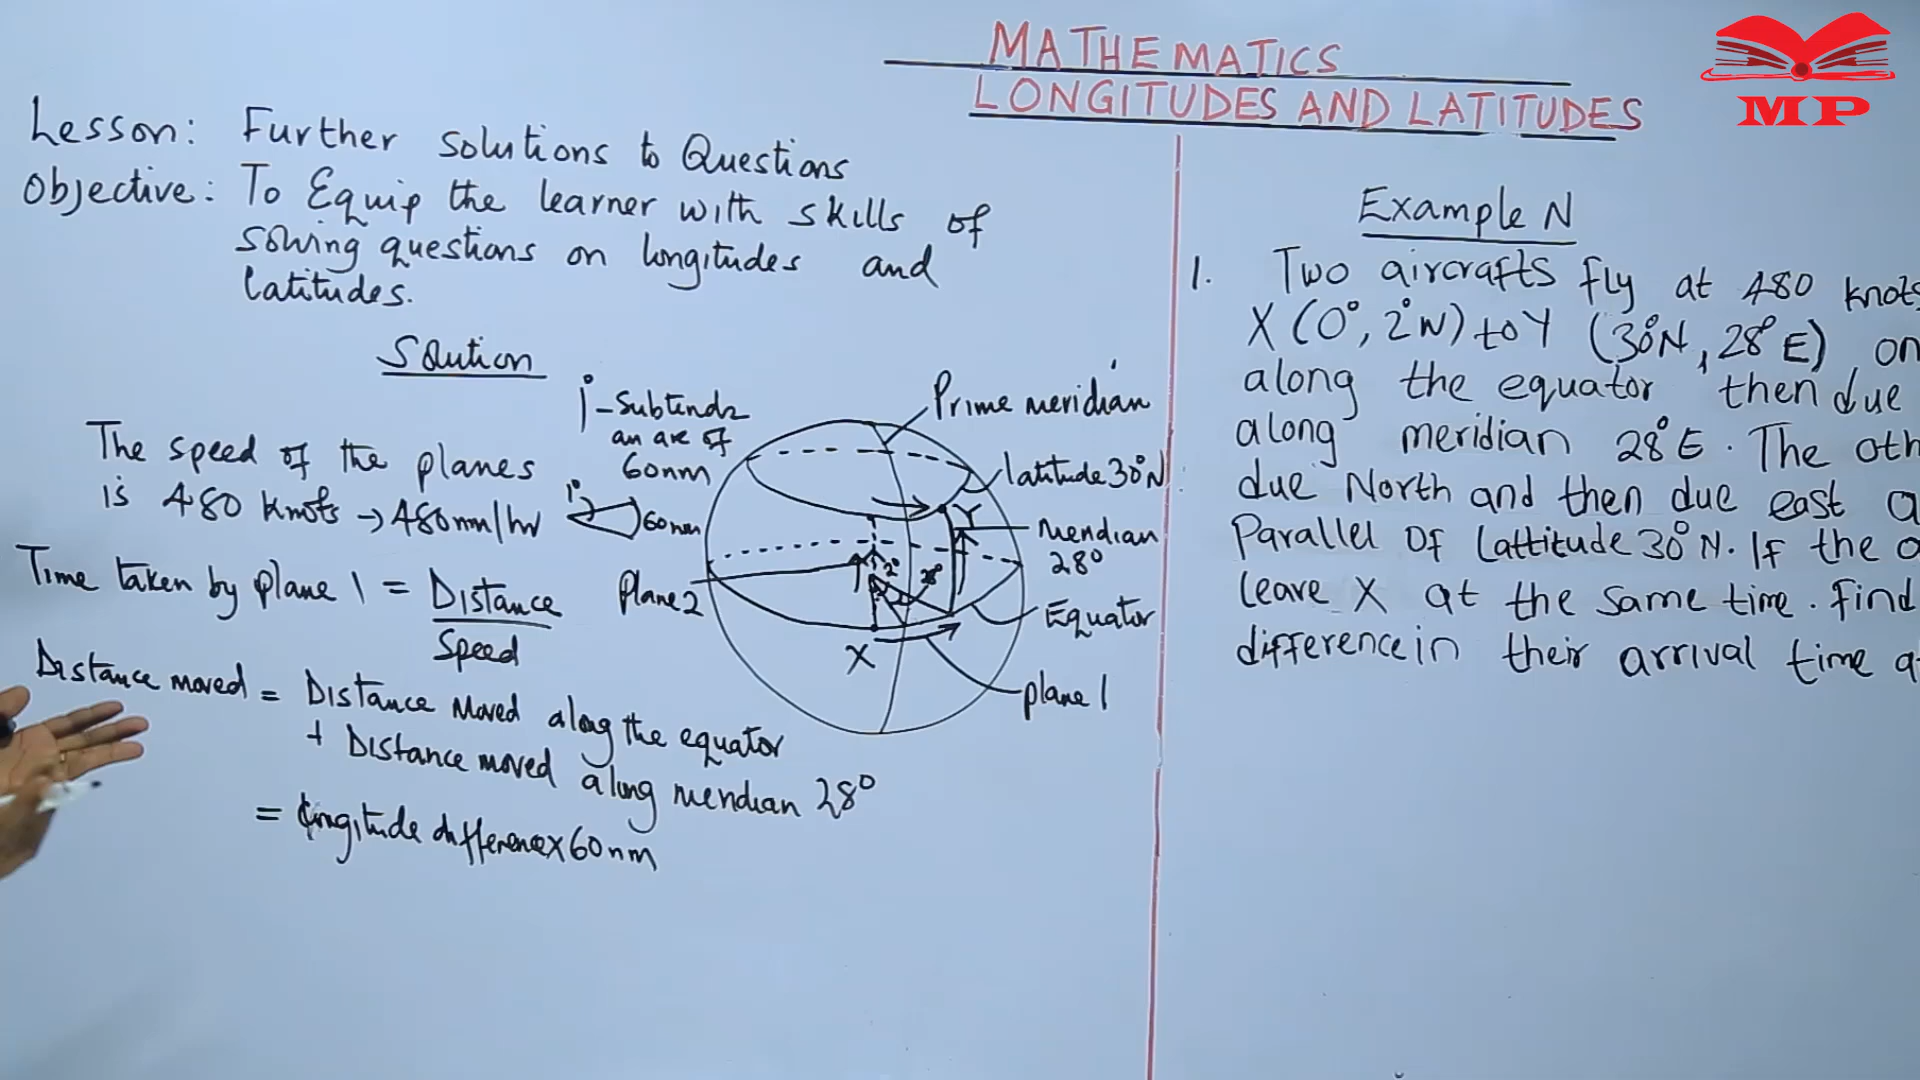 MATHEMATICS
LONGITUDES AND LATITUDES
MP
Lesson: Further solutions to Questions
Objective: To Equip the learner with skills of
solving questions on longitudes and
latitudes.
Solution
The speed of the planes
is 480 knots → 480nm/hr
1° 60nm
Time taken by plane 1 = Distance
Speed
Distance moved = Distance moved along the equator
+ Distance moved along meridian 28°
= Longitude difference x 60nm
1° - Subtends
an arc of
60nm
Prime meridian
latitude 30°N
Y
Meridian
28°
2° 28°
Plane 2
Equator
X
plane 1
Example N
1. Two aircrafts fly at 480 knots
X (0°, 2°W) to Y (30°N, 28°E) on
along the equator then due
along meridian 28°E. The oth
due North and then due east a
Parallel of Lattitude 30°N. If the
leave X at the same time. Find
difference in their arrival time a